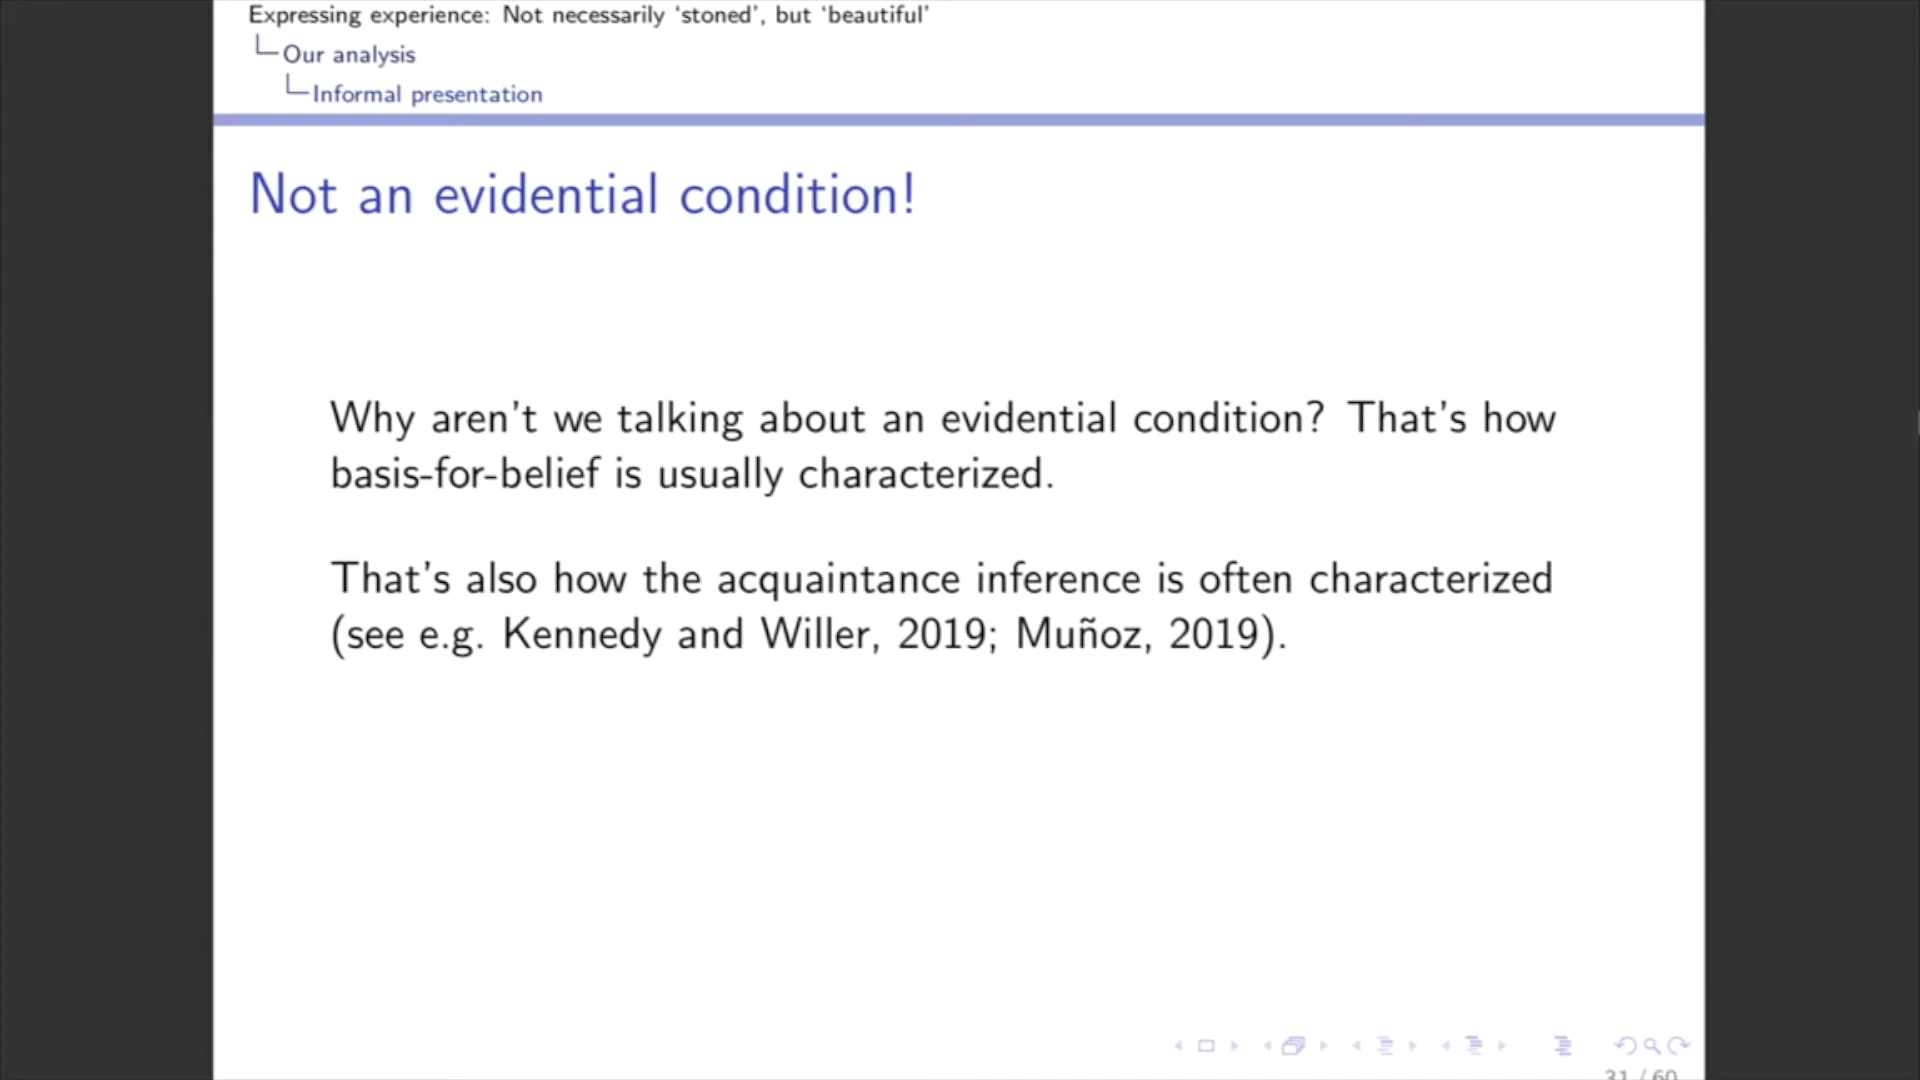 Expressing experience: Not necessarily ‘stoned’, but ‘beautiful’
Our analysis
Informal presentation
Not an evidential condition!
Why aren’t we talking about an evidential condition? That’s how
basis-for-belief is usually characterized.
That’s also how the acquaintance inference is often characterized
(see e.g. Kennedy and Willer, 2019; Muñoz, 2019).
31 / 60